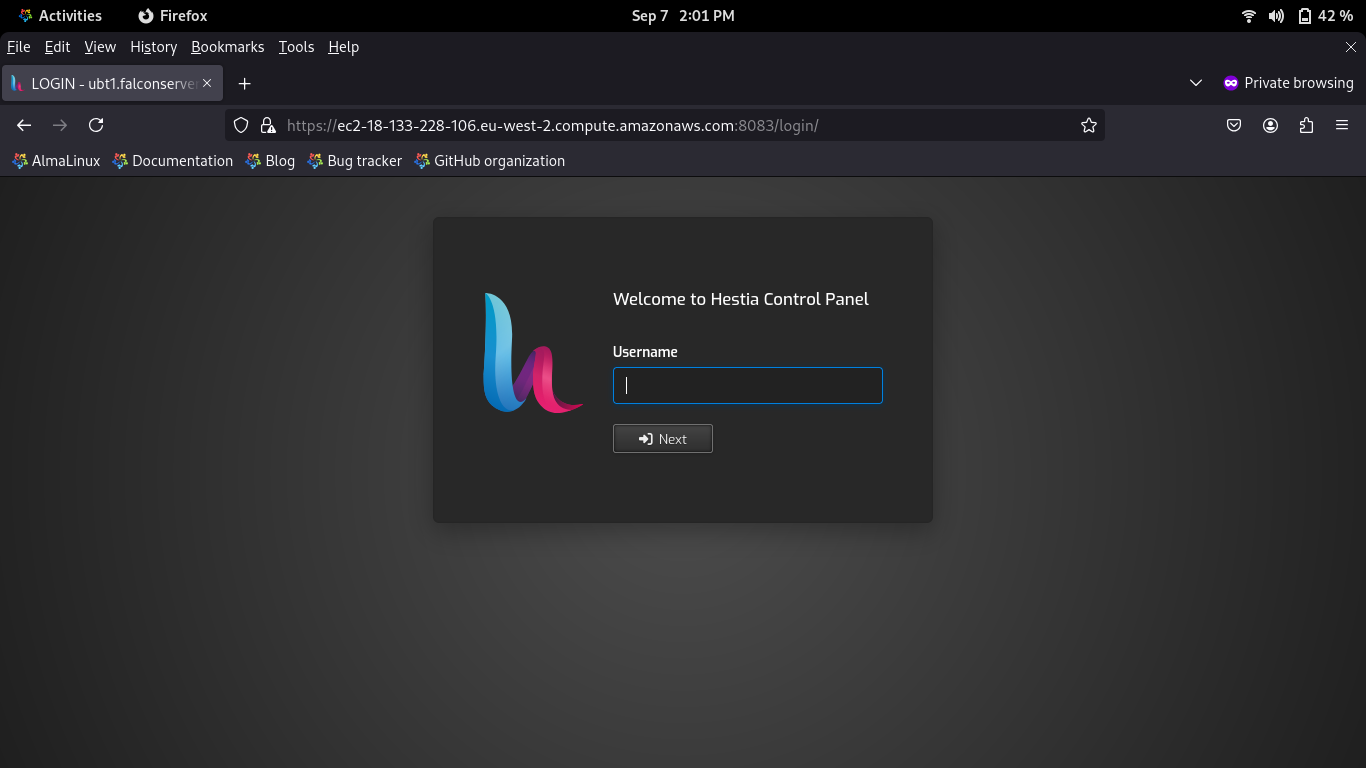 Activities Firefox Sep 7 2:01 PM 42 %
File Edit View History Bookmarks Tools Help
LOGIN - ubt1.falconserve Private browsing
https://ec2-18-133-228-106.eu-west-2.compute.amazonaws.com:8083/login/
AlmaLinux Documentation Blog Bug tracker GitHub organization
Welcome to Hestia Control Panel
Username
Next